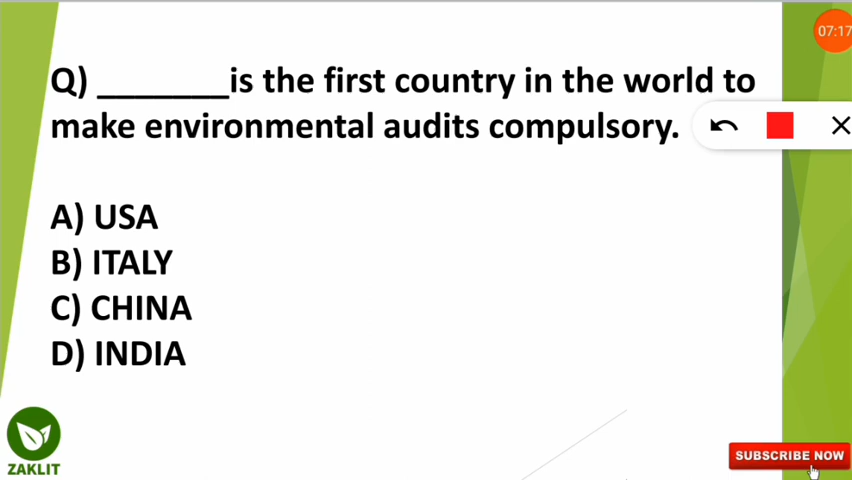 07:17
Q) _______is the first country in the world to
make environmental audits compulsory.
A) USA
B) ITALY
C) CHINA
D) INDIA
ZAKLIT
SUBSCRIBE NOW